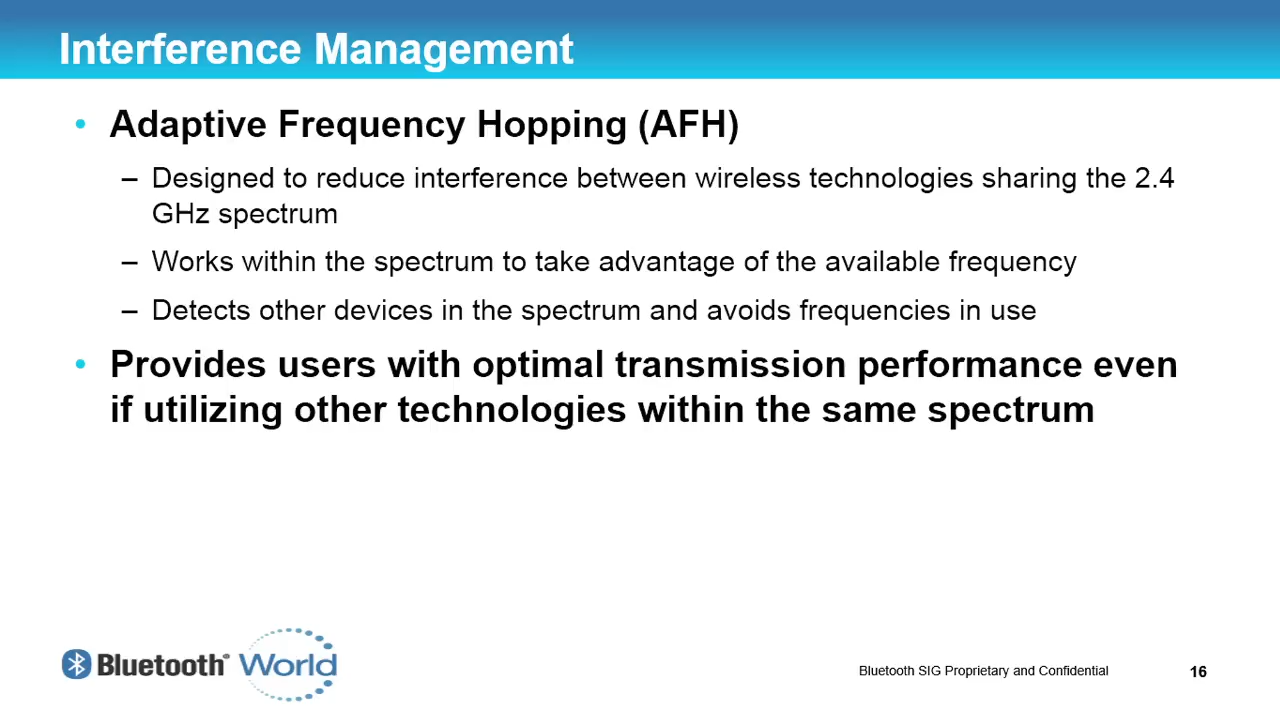 Interference Management
• Adaptive Frequency Hopping (AFH)
– Designed to reduce interference between wireless technologies sharing the 2.4
GHz spectrum
– Works within the spectrum to take advantage of the available frequency
– Detects other devices in the spectrum and avoids frequencies in use
• Provides users with optimal transmission performance even
if utilizing other technologies within the same spectrum
Bluetooth® World
Bluetooth SIG Proprietary and Confidential
16